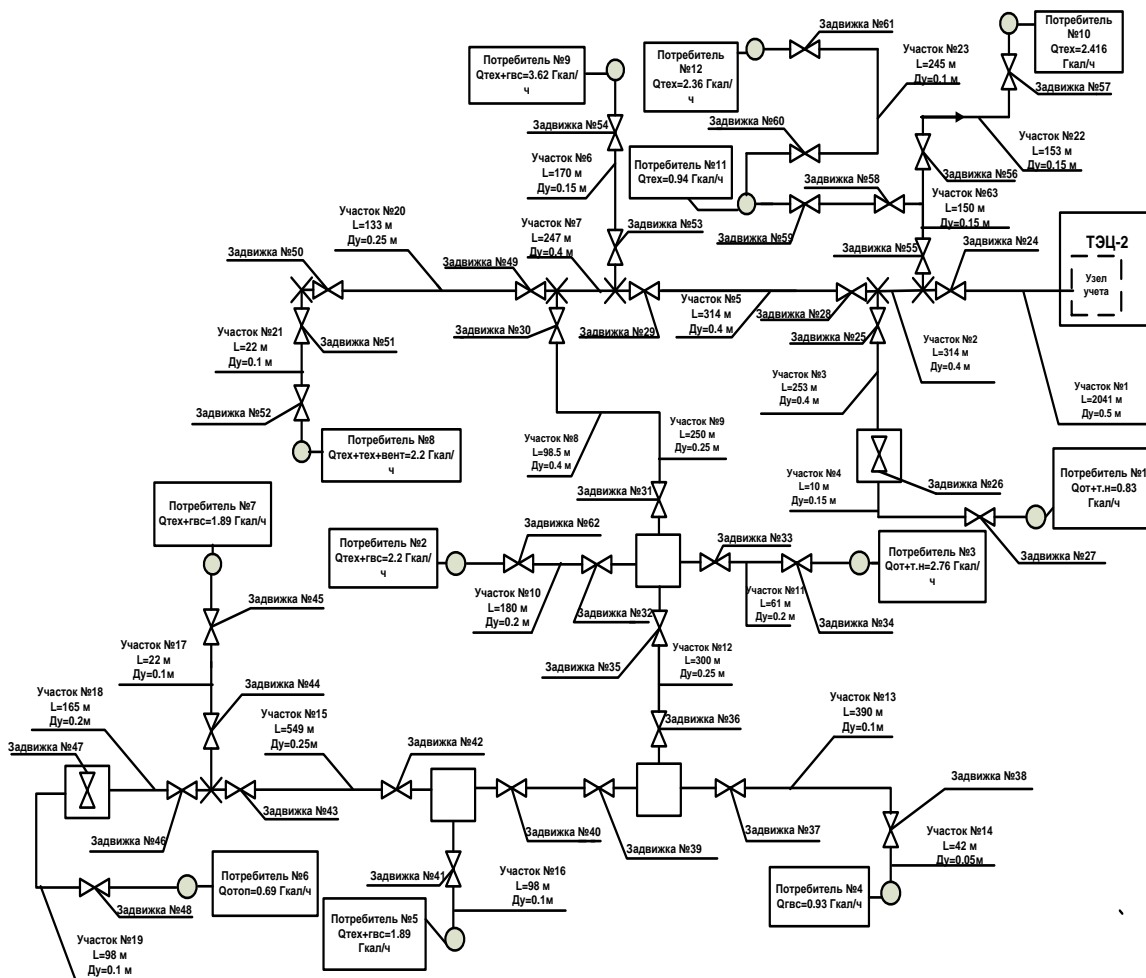 Потребитель №9
Qтех+гвс=3.62 Гкал/
ч
Потребитель
№12
Qтех=2.36 Гкал/
ч
Задвижка №61
Участок №23
L=245 м
Ду=0.1 м
Потребитель
№10
Qтех=2.416
Гкал/ч
Задвижка №57
Задвижка №54
Задвижка №60
Участок №22
L=153 м
Ду=0.15 м
Участок №6
L=170 м
Ду=0.15 м
Потребитель №11
Qтех=0.94 Гкал/ч
Задвижка №58
Задвижка №56
Участок №63
L=150 м
Ду=0.15 м
Задвижка №59
Участок №20
L=133 м
Ду=0.25 м
Участок №7
L=247 м
Ду=0.4 м
Задвижка №53
Задвижка №55
Задвижка №24
ТЭЦ-2
Узел
учета
Задвижка №50
Задвижка №49
Задвижка №30
Задвижка №29
Участок №5
L=314 м
Ду=0.4 м
Задвижка №28
Задвижка №25
Участок №2
L=314 м
Ду=0.4 м
Участок №21
L=22 м
Ду=0.1 м
Задвижка №51
Участок №3
L=253 м
Ду=0.4 м
Участок №1
L=2041 м
Ду=0.5 м
Задвижка №52
Потребитель №8
Qтех+тех+вент=2.2 Гкал/
ч
Участок №8
L=98.5 м
Ду=0.4 м
Участок №9
L=250 м
Ду=0.25 м
Участок №4
L=10 м
Ду=0.15 м
Задвижка №26
Потребитель №1
Qот+т.н=0.83
Гкал/ч
Задвижка №27
Потребитель №7
Qтех+гвс=1.89 Гкал/ч
Задвижка №31
Задвижка №62
Задвижка №33
Потребитель №2
Qтех+гвс=2.2 Гкал/
ч
Потребитель №3
Qот+т.н=2.76 Гкал/
ч
Участок №10
L=180 м
Ду=0.2 м
Задвижка №32
Участок №11
L=61 м
Ду=0.2 м
Задвижка №34
Задвижка №45
Участок №17
L=22 м
Ду=0.1м
Задвижка №35
Участок №12
L=300 м
Ду=0.25 м
Задвижка №44
Участок №18
L=165 м
Ду=0.2м
Участок №15
L=549 м
Ду=0.25м
Задвижка №36
Участок №13
L=390 м
Ду=0.1м
Задвижка №47
Задвижка №42
Задвижка №38
Задвижка №43
Задвижка №46
Задвижка №40
Задвижка №39
Задвижка №37
Участок №14
L=42 м
Ду=0.05м
Потребитель №6
Qотоп=0.69 Гкал/ч
Задвижка №41
Участок №16
L=98 м
Ду=0.1м
Потребитель №4
Qгвс=0.93 Гкал/ч
Задвижка №48
Потребитель №5
Qтех+гвс=1.89
Гкал/ч
Участок №19
L=98 м
Ду=0.1 м